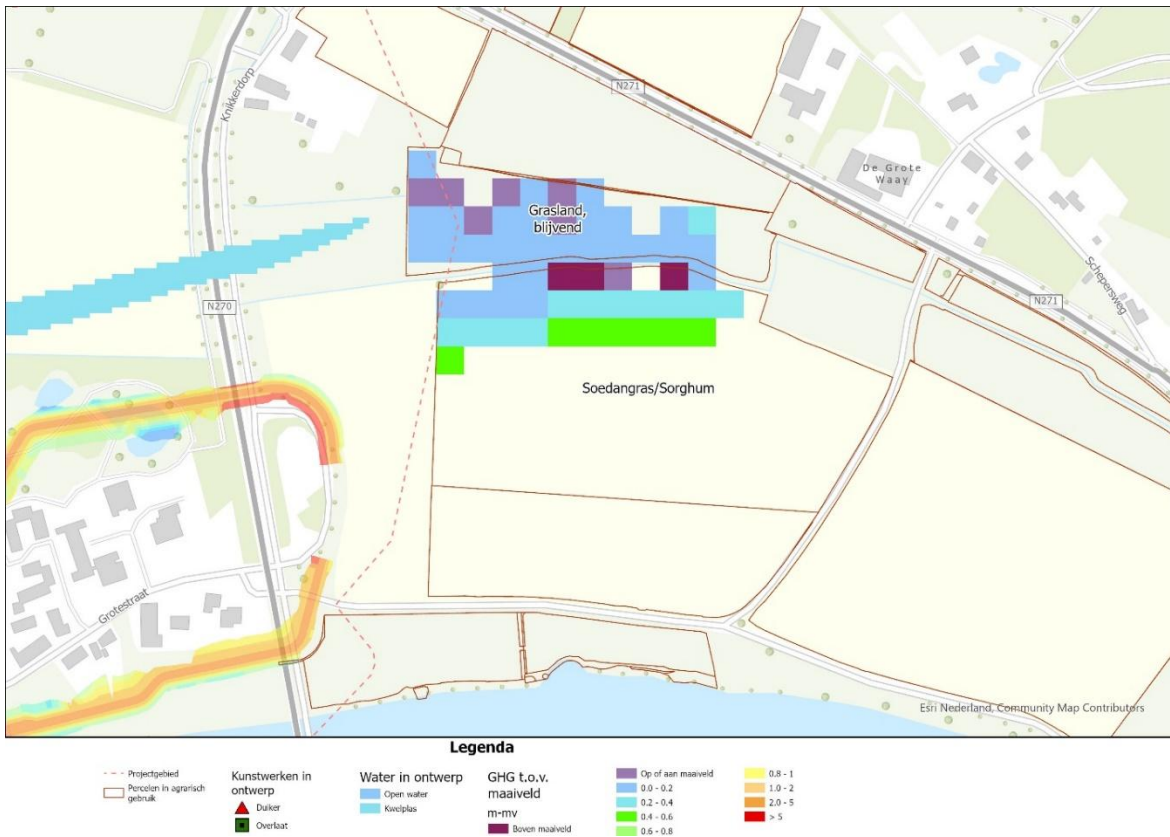 N271
Knikkerdorp
De Grote
Waay
Grasland,
blijvend
Schepersweg
N271
N270
Soedangras/Sorghum
Grotestraat
Esri Nederland, Community Map Contributors
Legenda
Projectgebied
Percelen in agrarisch
gebruik
Kunstwerken in
ontwerp
Duiker
Overlaat
Water in ontwerp
Open water
Kwelplas
GHG t.o.v.
maaiveld
m-mv
Boven maaiveld
Op of aan maaiveld
0.0 - 0.2
0.2 - 0.4
0.4 - 0.6
0.6 - 0.8
0.8 - 1
1.0 - 2
2.0 - 5
> 5